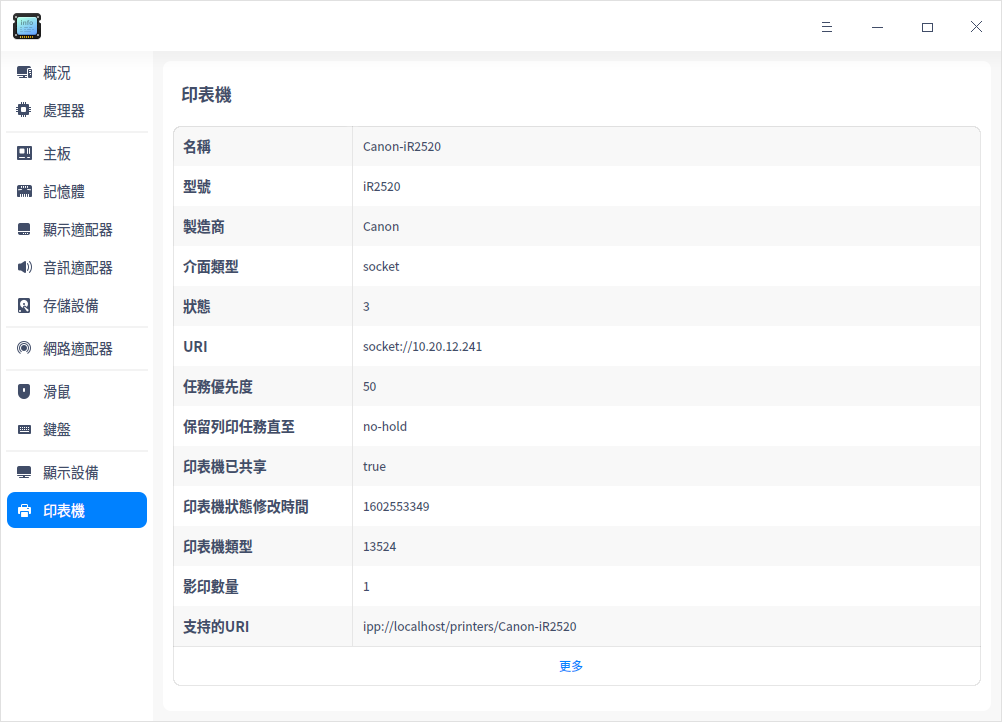 info
概況
處理器
主板
記憶體
顯示適配器
音訊適配器
存儲設備
網路適配器
滑鼠
鍵盤
顯示設備
印表機
印表機
名稱 Canon-iR2520
型號 iR2520
製造商 Canon
介面類型 socket
狀態 3
URI socket://10.20.12.241
任務優先度 50
保留列印任務直至 no-hold
印表機已共享 true
印表機狀態修改時間 1602553349
印表機類型 13524
影印數量 1
支持的URI ipp://localhost/printers/Canon-iR2520
更多